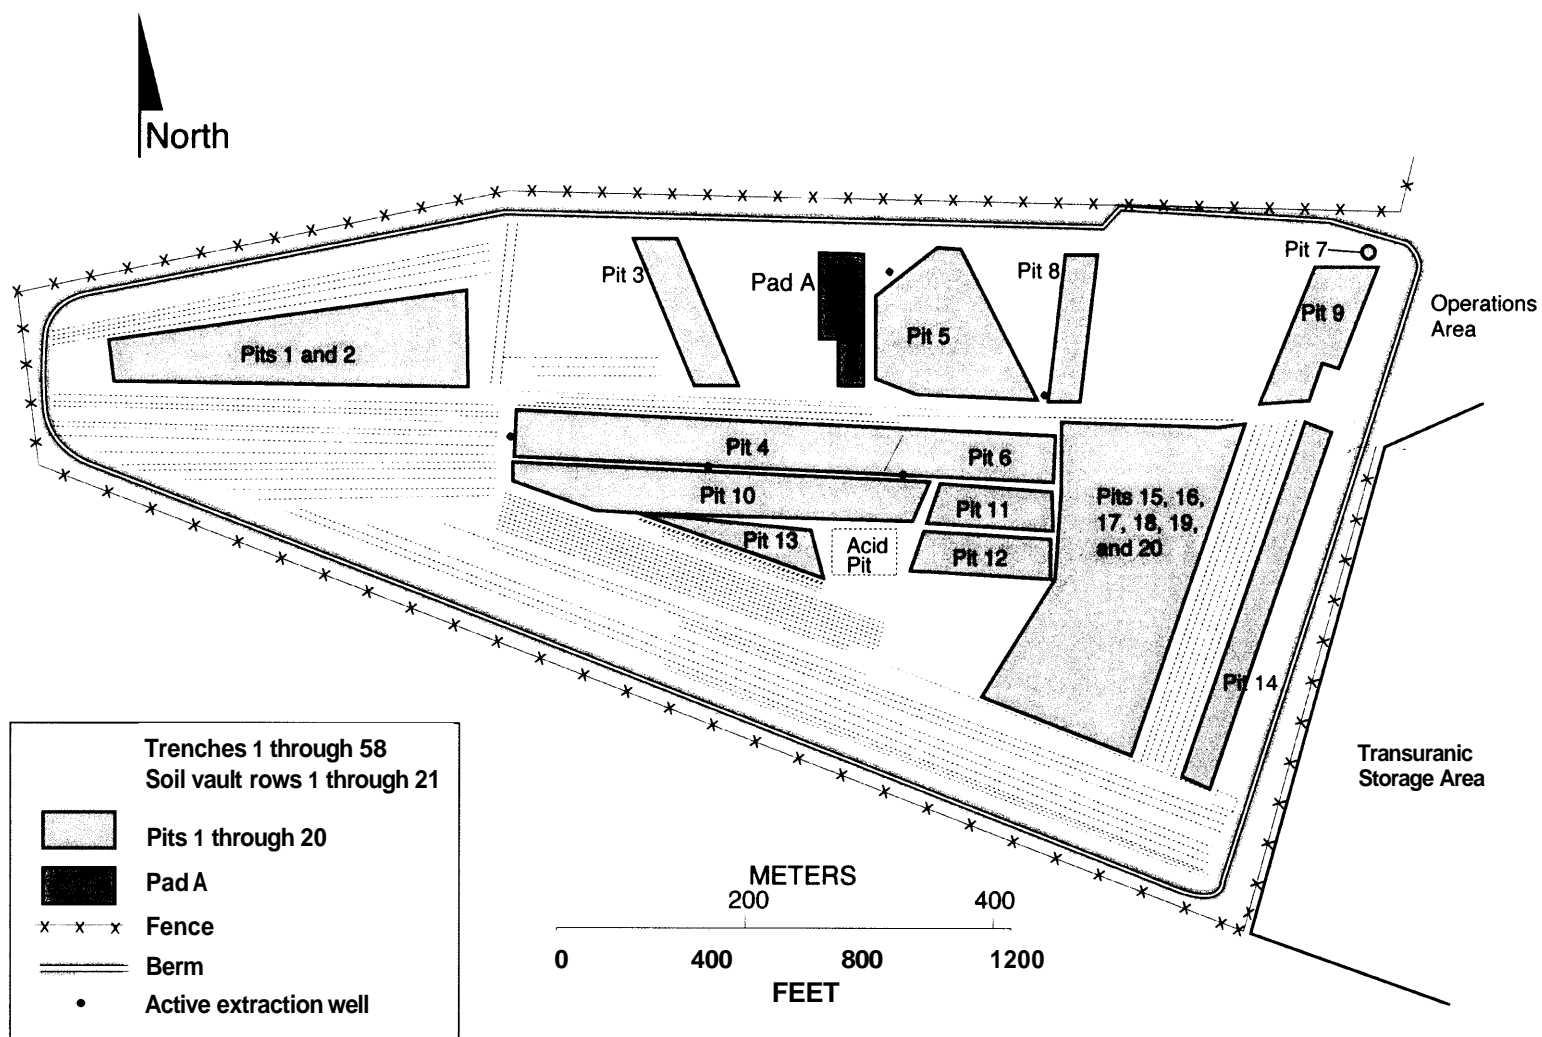 North
Pit 7
Pit 3
Pad A
Pit 8
Operations
Area
Pit 9
Pit 5
Pits 1 and 2
Pit 4
Pit 6
Pit 10
Pit 11
Pits 15, 16,
17, 18, 19,
and 20
Pit 13
Acid
Pit
Pit 12
Pit 14
Transuranic
Storage Area
Trenches 1 through 58
Soil vault rows 1 through 21
Pits 1 through 20
Pad A
x x x Fence
Berm
Active extraction well
METERS
200 400
0 400 800 1200
FEET